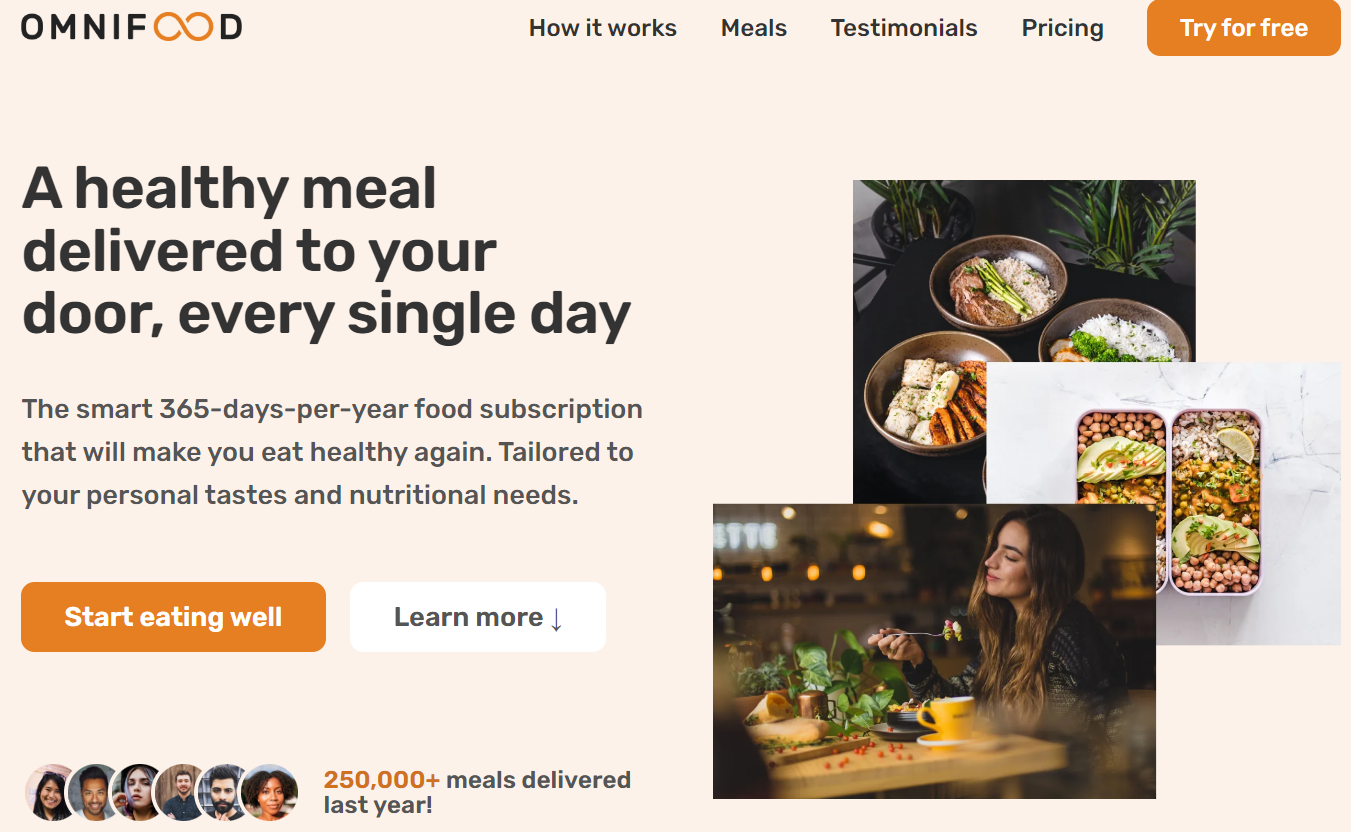 OMNIFOOD
How it works Meals Testimonials Pricing Try for free
A healthy meal
delivered to your
door, every single day
The smart 365-days-per-year food subscription
that will make you eat healthy again. Tailored to
your personal tastes and nutritional needs.
Start eating well Learn more ↓
250,000+ meals delivered
last year!